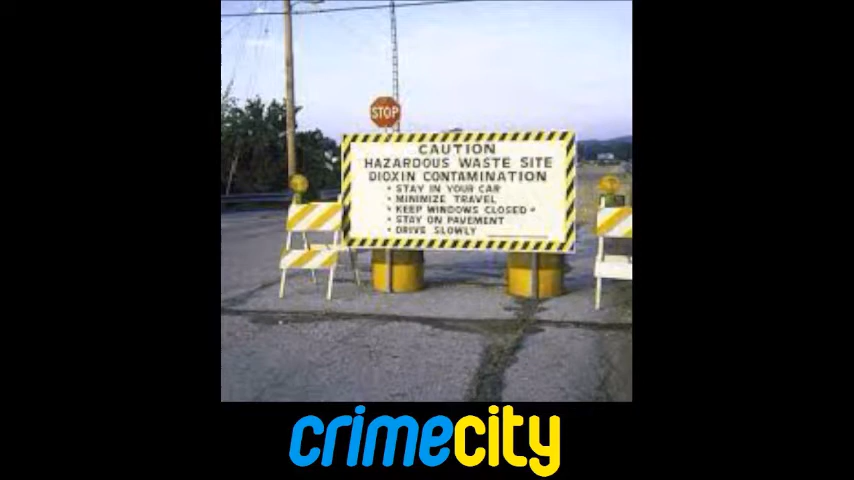 STOP
CAUTION
HAZARDOUS WASTE SITE
DIOXIN CONTAMINATION
• STAY IN YOUR CAR
• MINIMIZE TRAVEL
• KEEP WINDOWS CLOSED •
• STAY ON PAVEMENT
• DRIVE SLOWLY
crimecity